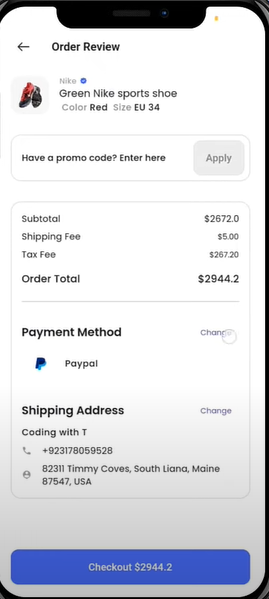 Order Review
Nike
Green Nike sports shoe
Color Red Size EU 34
Have a promo code? Enter here
Apply
Subtotal $2672.0
Shipping Fee $5.00
Tax Fee $267.20
Order Total $2944.2
Payment Method Change
Paypal
Shipping Address Change
Coding with T
+923178059528
82311 Timmy Coves, South Liana, Maine
87547, USA
Checkout $2944.2